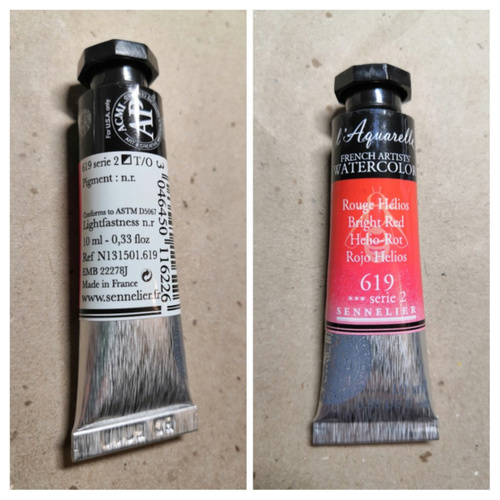 For U.S.A. only
ACMI
AP
619 serie 2 T/O
Pigment : n.r.
Conforms to ASTM D5067
Lightfastness n.r
10 ml - 0,33 floz
Ref N131501.619
EMB 22278J
Made in France
www.sennelier.fr
3 046450 116226
l'Aquarelle
FRENCH ARTISTS'
WATERCOLOR
Rouge Helios
Bright Red
Helio-Rot
Rojo Helios
619
*** serie 2
SENNELIER